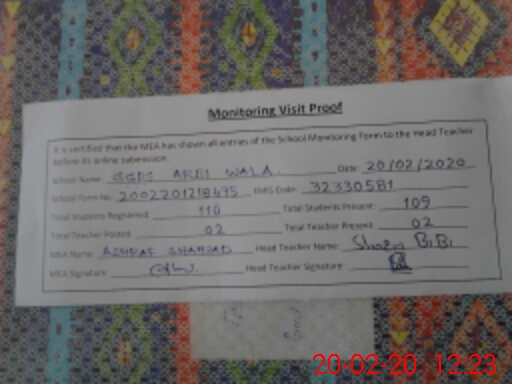 Monitoring Visit Proof
It is certified that the MEA has shown all entries of the School Monitoring Form to the Head Teacher
before its online submission.
School Name: GGPS ARBI WALA. Date: 20/02/2020
School Form No: 2002201218475 EMIS Code: 32330581
Total Students Registered: 110 Total Students Present: 109
Total Teacher Posted: 02 Total Teacher Present: 02
MEA Name: ASHRAF SHAHZAD Head Teacher Name: Shazia BiBi
MEA Signature: Head Teacher Signature:
20-02-20 12:23